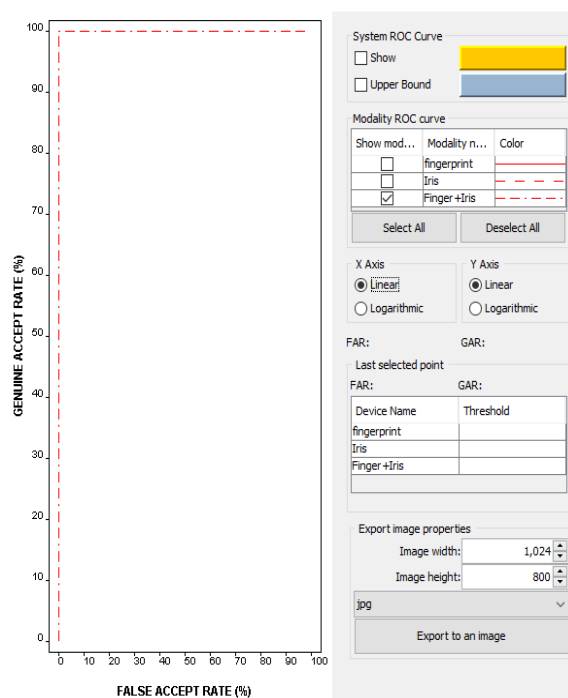 100
90
80
70
60
50
40
30
20
10
0
GENUINE ACCEPT RATE (%)
0 10 20 30 40 50 60 70 80 90 100
FALSE ACCEPT RATE (%)
System ROC Curve
Show
Upper Bound
Modality ROC curve
Show mod... Modality n... Color
fingerprint
Iris
Finger+Iris
Select All Deselect All
X Axis Y Axis
Linear Linear
Logarithmic Logarithmic
FAR: GAR:
Last selected point
FAR: GAR:
Device Name Threshold
fingerprint
Iris
Finger+Iris
Export image properties
Image width: 1,024
Image height: 800
jpg
Export to an image